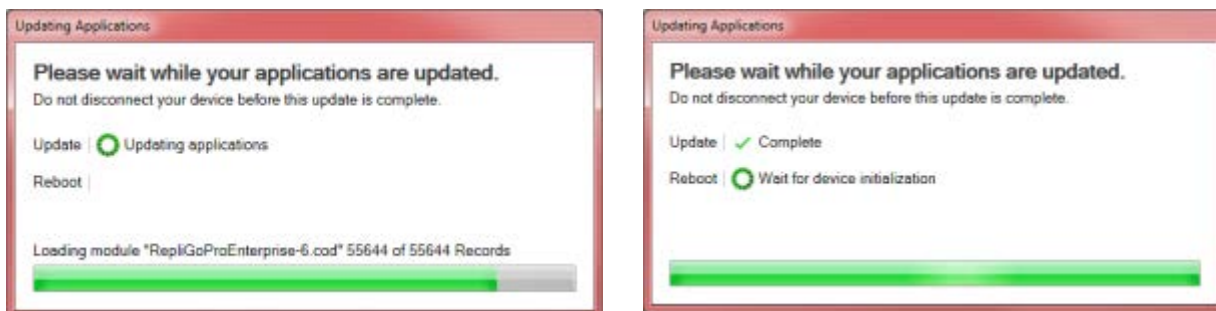 Updating Applications
Please wait while your applications are updated.
Do not disconnect your device before this update is complete.
Update Updating applications
Reboot
Loading module "RepliGoProEnterprise-6.cod" 55644 of 55644 Records
Updating Applications
Please wait while your applications are updated.
Do not disconnect your device before this update is complete.
Update Complete
Reboot Wait for device initialization